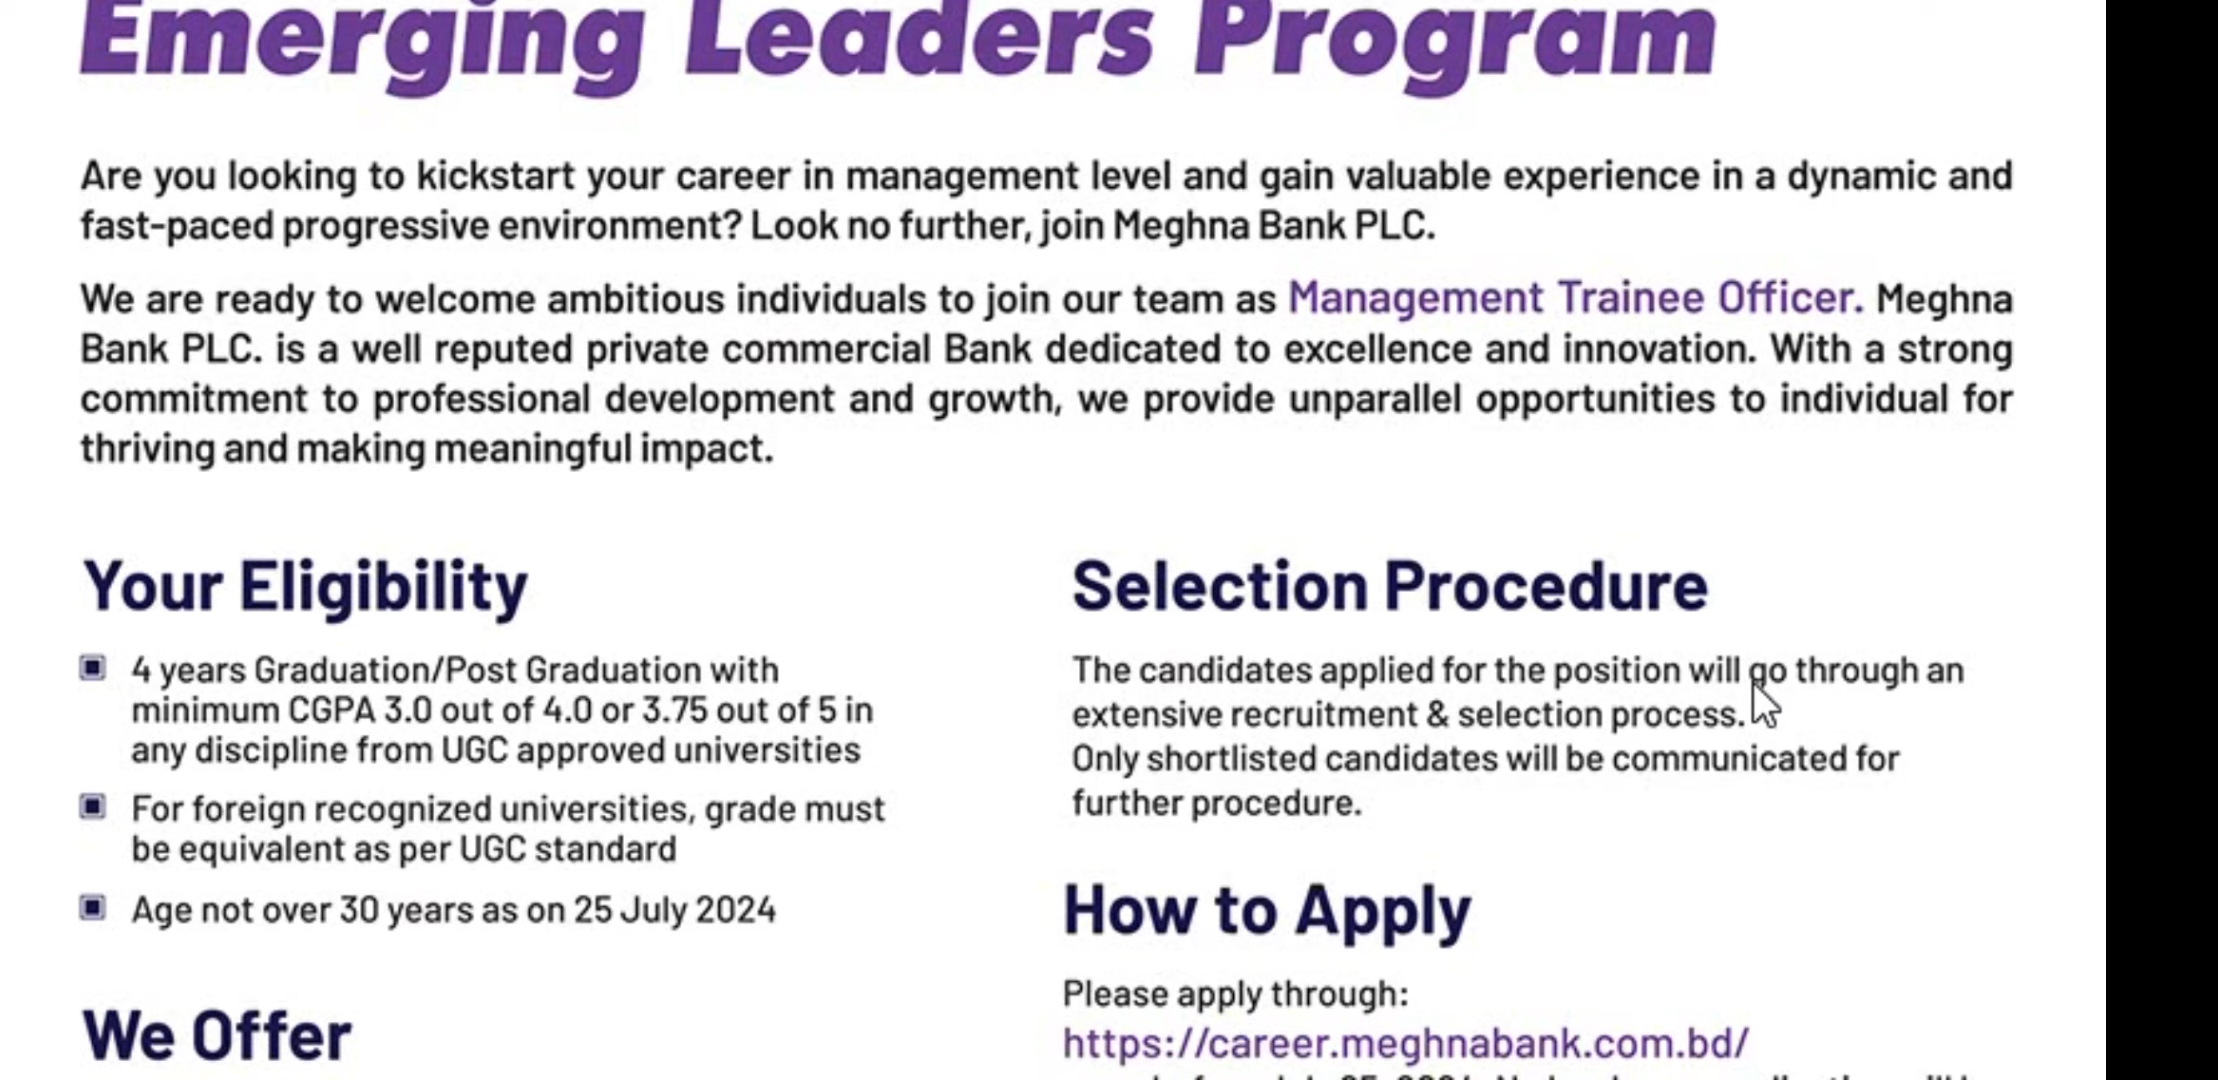 Emerging Leaders Program
Are you looking to kickstart your career in management level and gain valuable experience in a dynamic and
fast-paced progressive environment? Look no further, join Meghna Bank PLC.
We are ready to welcome ambitious individuals to join our team as Management Trainee Officer. Meghna
Bank PLC. is a well reputed private commercial Bank dedicated to excellence and innovation. With a strong
commitment to professional development and growth, we provide unparallel opportunities to individual for
thriving and making meaningful impact.
Your Eligibility
4 years Graduation/Post Graduation with
minimum CGPA 3.0 out of 4.0 or 3.75 out of 5 in
any discipline from UGC approved universities
For foreign recognized universities, grade must
be equivalent as per UGC standard
Age not over 30 years as on 25 July 2024
We Offer
Selection Procedure
The candidates applied for the position will go through an
extensive recruitment & selection process.
Only shortlisted candidates will be communicated for
further procedure.
How to Apply
Please apply through:
https://career.meghnabank.com.bd/